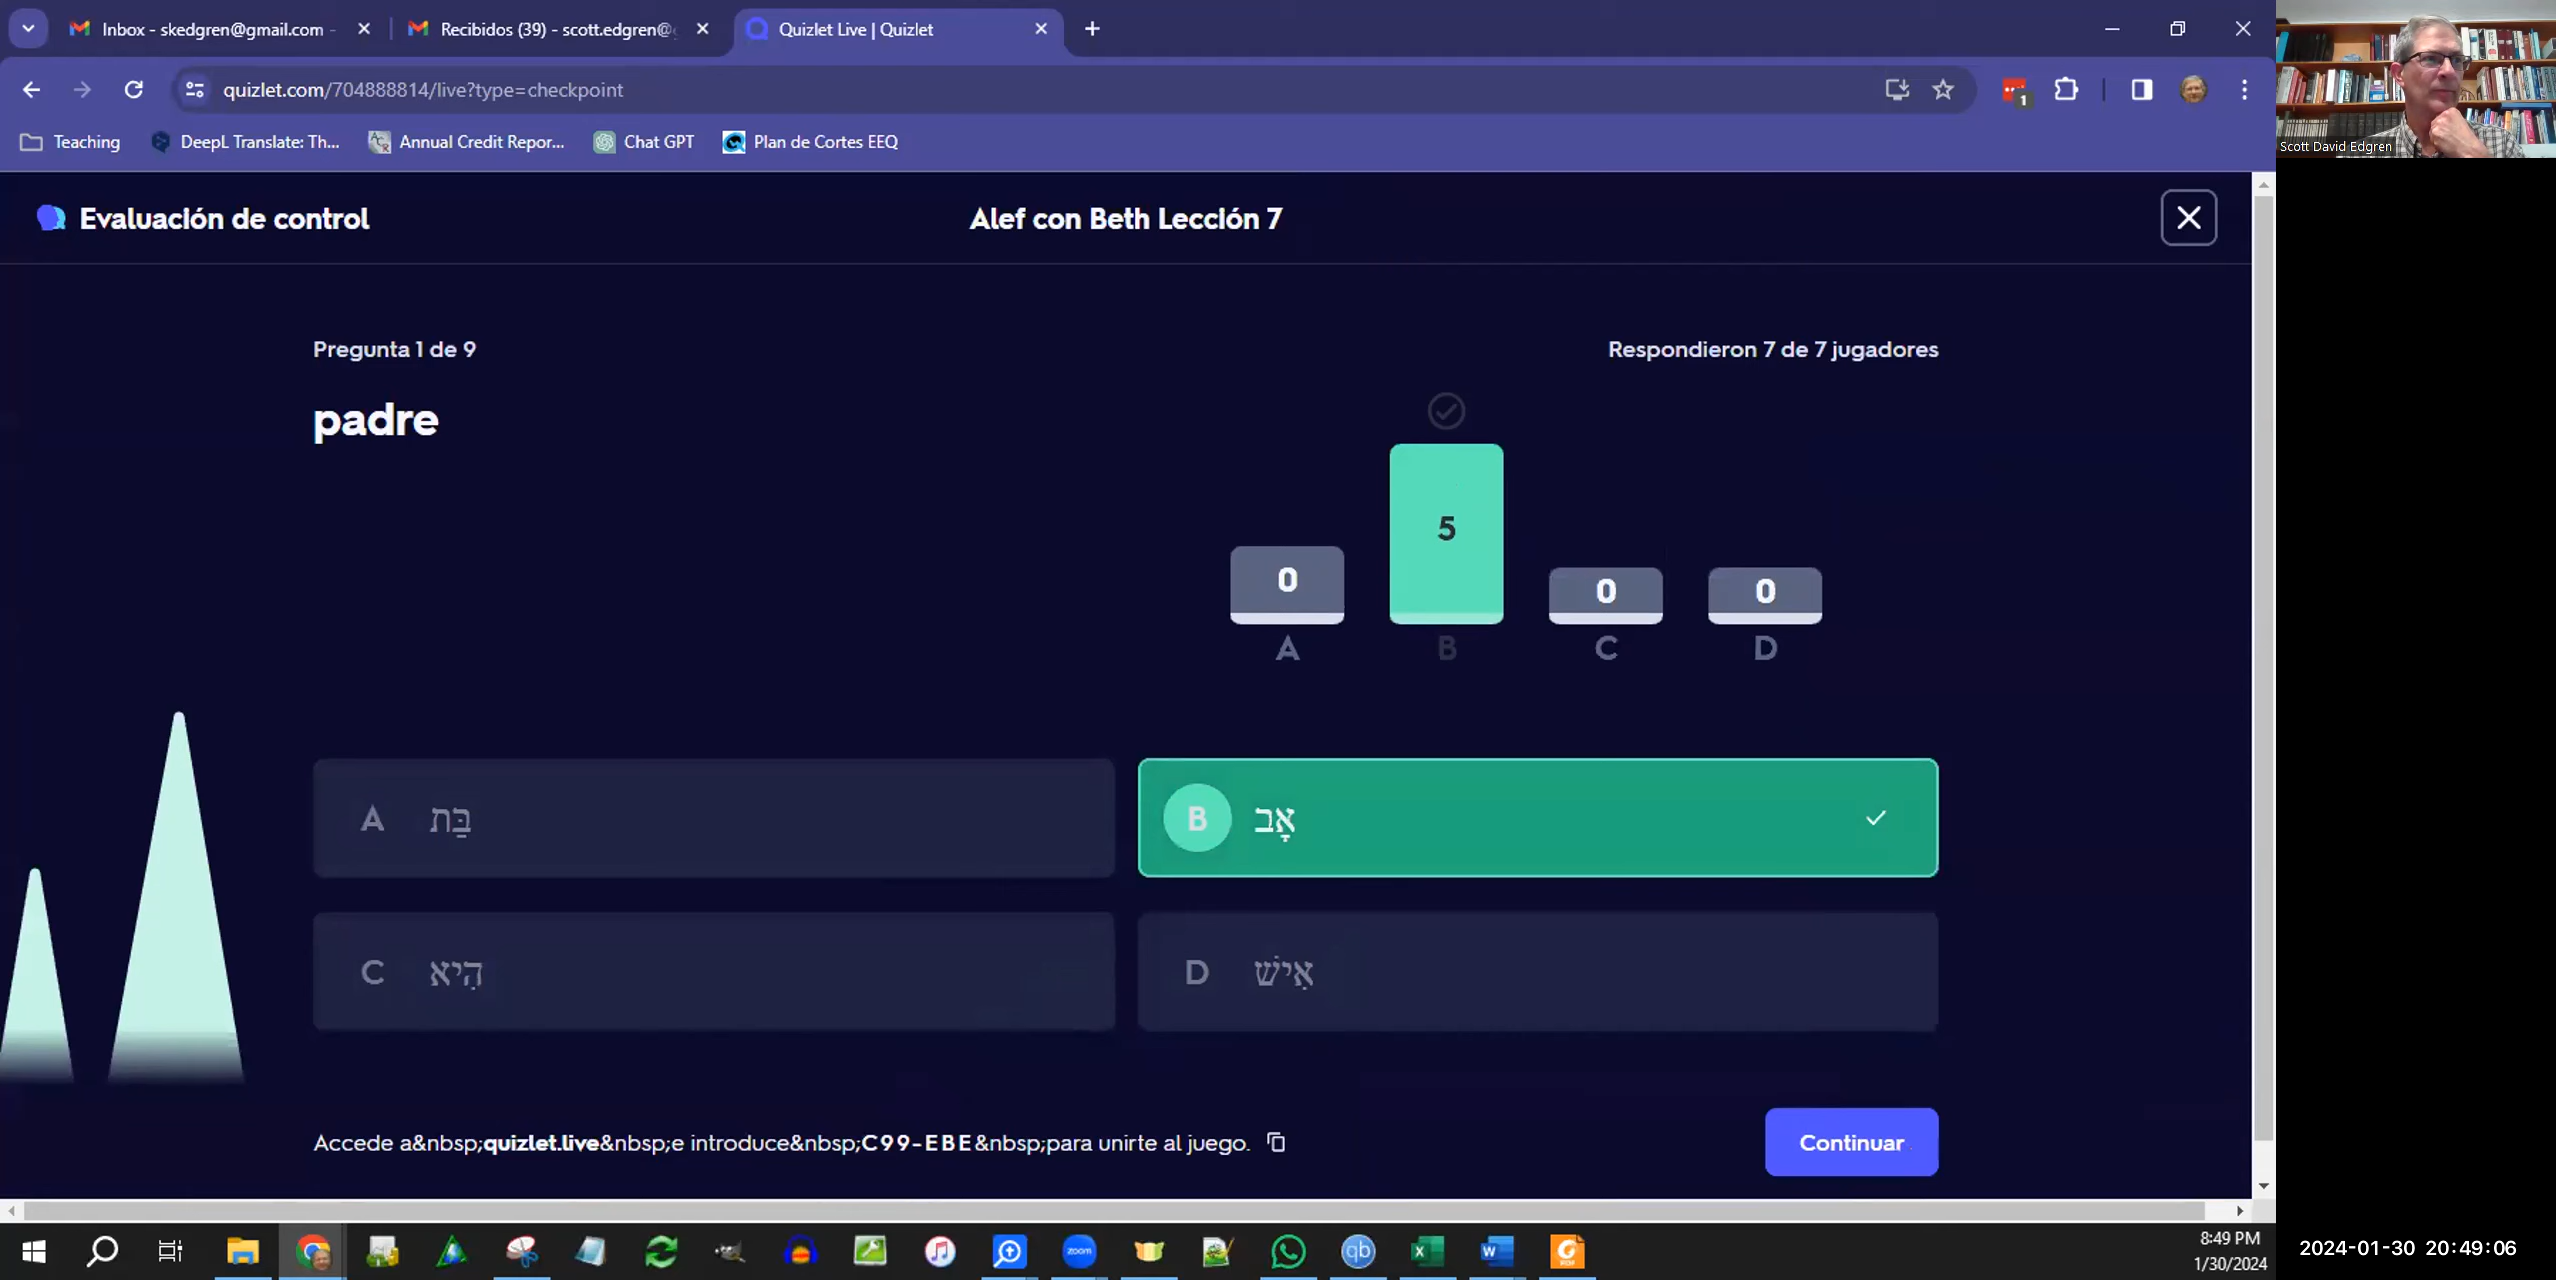 Inbox - skedgren@gmail.com -
Recibidos (39) - scott.edgren@g
Quizlet Live | Quizlet
quizlet.com/704888814/live?type=checkpoint
1
Teaching
DeepL Translate: Th...
Annual Credit Repor...
Chat GPT
Plan de Cortes EEQ
Scott David Edgren
Evaluación de control
Alef con Beth Lección 7
Pregunta 1 de 9
Respondieron 7 de 7 jugadores
padre
0 5 0 0
A B C D
A בַּת
B אָב
C הִיא
D אִישׁ
Accede a&nbsp;quizlet.live&nbsp;e introduce&nbsp;C99-EBE&nbsp;para unirte al juego.
Continuar
zoom
qb
8:49 PM
1/30/2024
2024-01-30 20:49:06